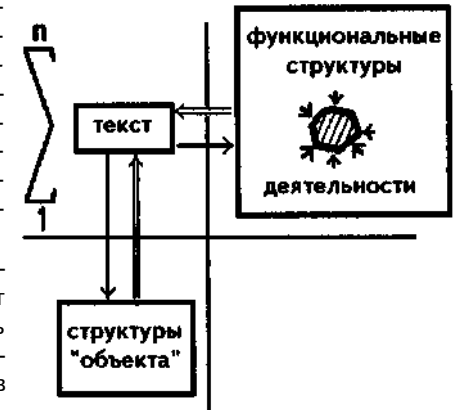 п
1
текст
функциональные
структуры
деятельности
структуры
"объекта"
т
ь
в